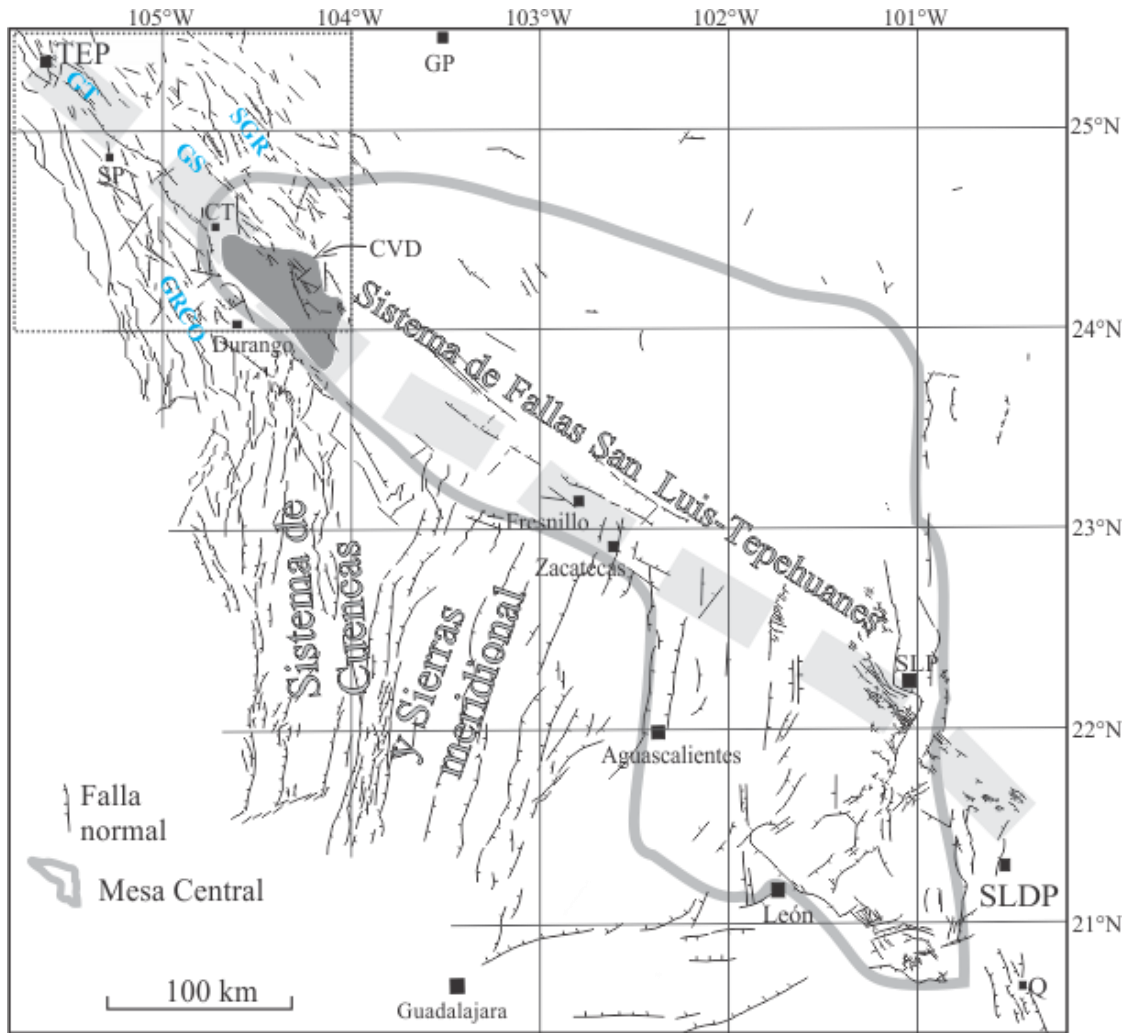 105°W
104°W
103°W
102°W
101°W
TEP
GP
GT
SGR
25°N
GS
SP
CT
CVD
GRCO
24°N
Durango
Sistema de Fallas San Luis-Tepehuanes
23°N
Fresnillo
Zacatecas
Sistema de
Cuencas
y Sierras
meridional
SLP
22°N
Aguascalientes
Falla
normal
Mesa Central
SLDP
León
21°N
100 km
Guadalajara
Q